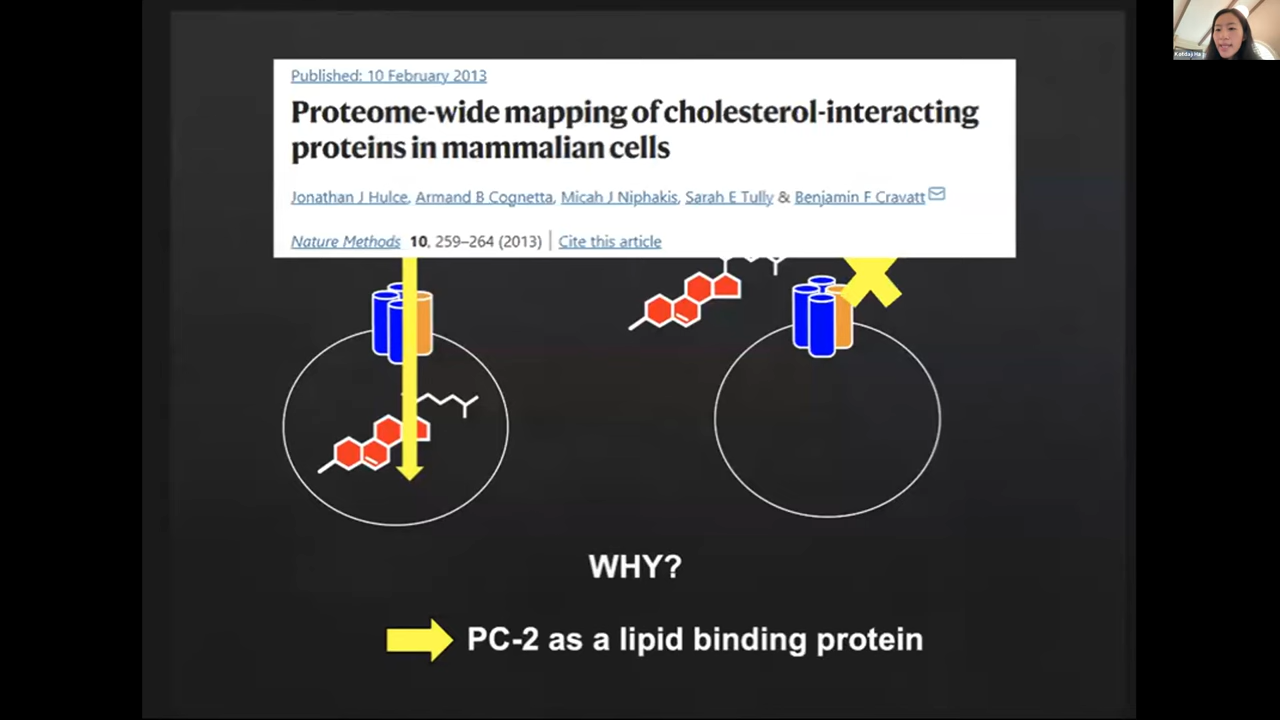 Published: 10 February 2013
Proteome-wide mapping of cholesterol-interacting
proteins in mammalian cells
Jonathan J Hulce, Armand B Cognetta, Micah J Niphakis, Sarah E Tully & Benjamin F Cravatt
Nature Methods 10, 259–264 (2013) | Cite this article
WHY?
PC-2 as a lipid binding protein